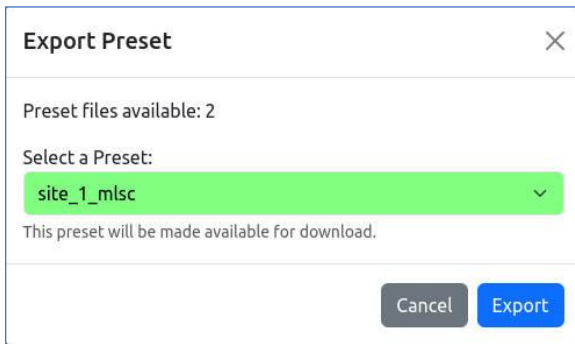 Export Preset
Preset files available: 2
Select a Preset:
site_1_mlsc
This preset will be made available for download.
Cancel Export